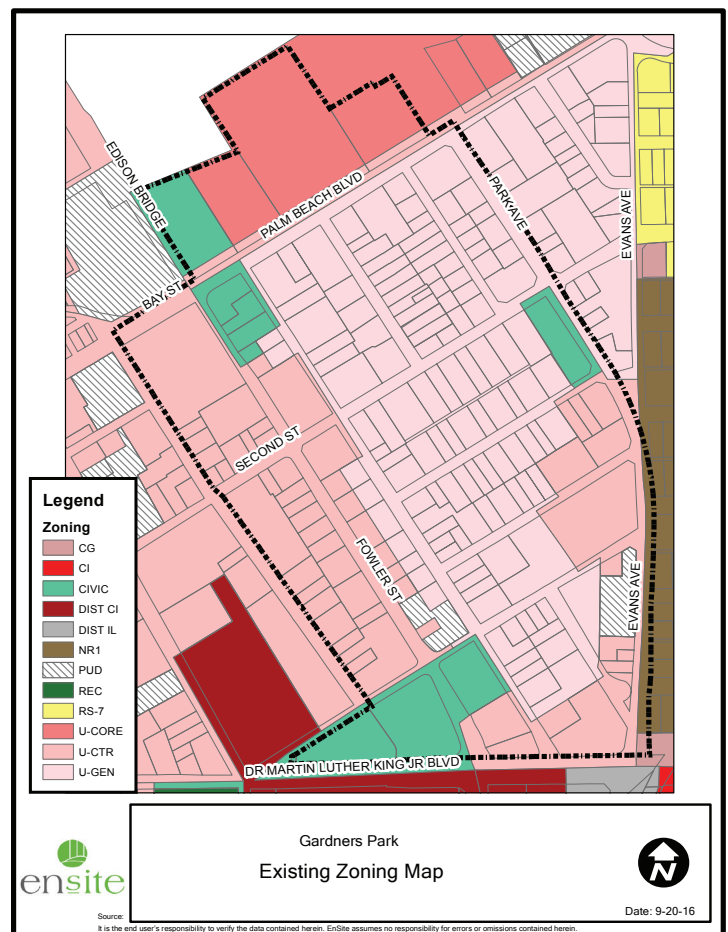 EDISON BRIDGE
PALM BEACH BLVD
PARK AVE
EVANS AVE
BAY ST
SECOND ST
FOWLER ST
EVANS AVE
DR MARTIN LUTHER KING JR BLVD
Legend
Zoning
CG
CI
CIVIC
DIST CI
DIST IL
NR1
PUD
REC
RS-7
U-CORE
U-CTR
U-GEN
ensite
Gardners Park
Existing Zoning Map
N
Date: 9-20-16
Source:
It is the end user's responsibility to verify the data contained herein. EnSite assumes no responsibility for errors or omissions contained herein.